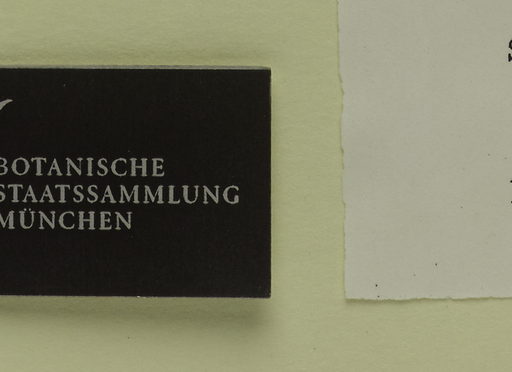 BOTANISCHE
STAATSSAMMLUNG
MÜNCHEN